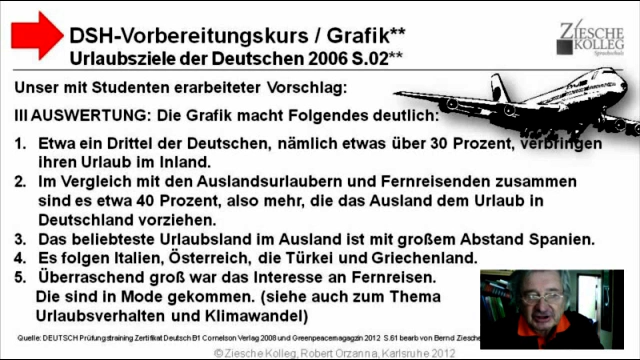 DSH-Vorbereitungskurs / Grafik**
Urlaubsziele der Deutschen 2006 S.02**
ZIESCHE
KOLLEG
Sprachschule
Unser mit Studenten erarbeiteter Vorschlag:
III AUSWERTUNG: Die Grafik macht Folgendes deutlich:
1. Etwa ein Drittel der Deutschen, nämlich etwas über 30 Prozent, verbringen
ihren Urlaub im Inland.
2. Im Vergleich mit den Auslandsurlaubern und Fernreisenden zusammen
sind es etwa 40 Prozent, also mehr, die das Ausland dem Urlaub in
Deutschland vorziehen.
3. Das beliebteste Urlaubsland im Ausland ist mit großem Abstand Spanien.
4. Es folgen Italien, Österreich, die Türkei und Griechenland.
5. Überraschend groß war das Interesse an Fernreisen.
Die sind in Mode gekommen. (siehe auch zum Thema
Urlaubsverhalten und Klimawandel)
Quelle: DEUTSCH Prüfungstraining Zertifikat Deutsch B1 Cornelson Verlag 2008 und Greenpeacemagagzin 2012 S.61 bearb von Bernd Ziesche
© Ziesche Kolleg, Robert Orzanna, Karlsruhe 2012